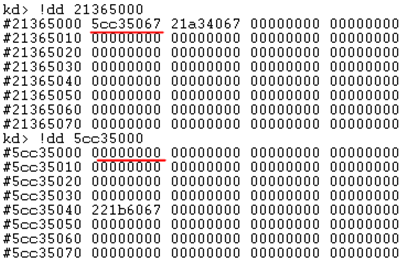 kd> !dd 21365000
#21365000 5cc35067 21a34067 00000000 00000000
#21365010 00000000 00000000 00000000 00000000
#21365020 00000000 00000000 00000000 00000000
#21365030 00000000 00000000 00000000 00000000
#21365040 00000000 00000000 00000000 00000000
#21365050 00000000 00000000 00000000 00000000
#21365060 00000000 00000000 00000000 00000000
#21365070 00000000 00000000 00000000 00000000
kd> !dd 5cc35000
#5cc35000 00000000 00000000 00000000 00000000
#5cc35010 00000000 00000000 00000000 00000000
#5cc35020 00000000 00000000 00000000 00000000
#5cc35030 00000000 00000000 00000000 00000000
#5cc35040 221b6067 00000000 00000000 00000000
#5cc35050 00000000 00000000 00000000 00000000
#5cc35060 00000000 00000000 00000000 00000000
#5cc35070 00000000 00000000 00000000 00000000